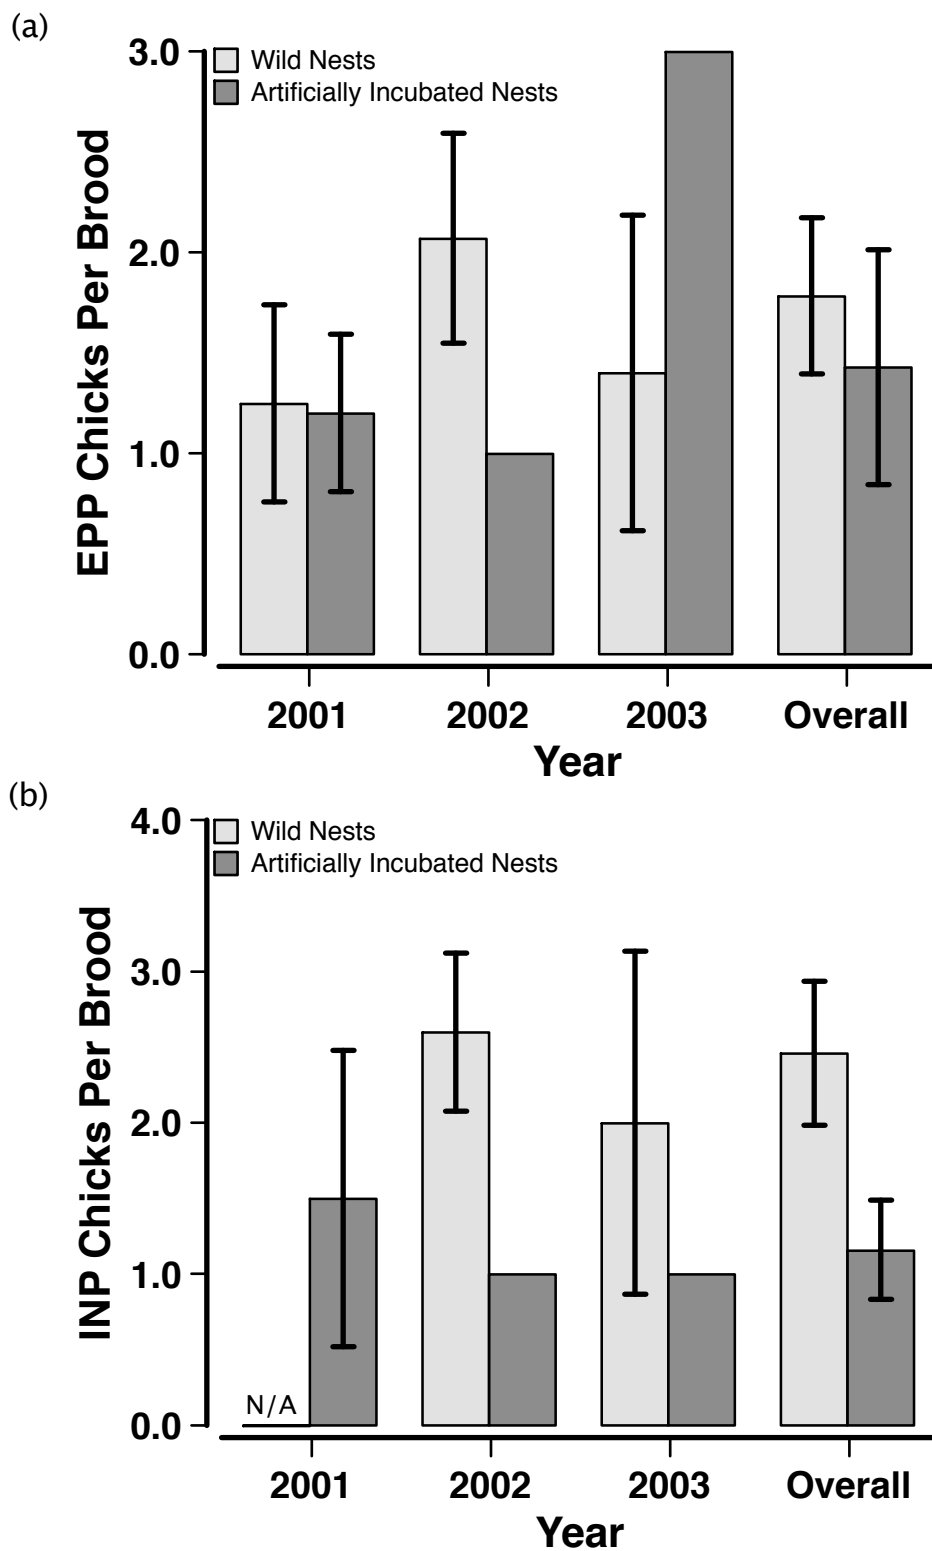 (a)
EPP Chicks Per Brood
3.0
2.0
1.0
0.0
Wild Nests
Artificially Incubated Nests
2001 2002 2003 Overall
Year
(b)
INP Chicks Per Brood
4.0
3.0
2.0
1.0
0.0
Wild Nests
Artificially Incubated Nests
N/A
2001 2002 2003 Overall
Year